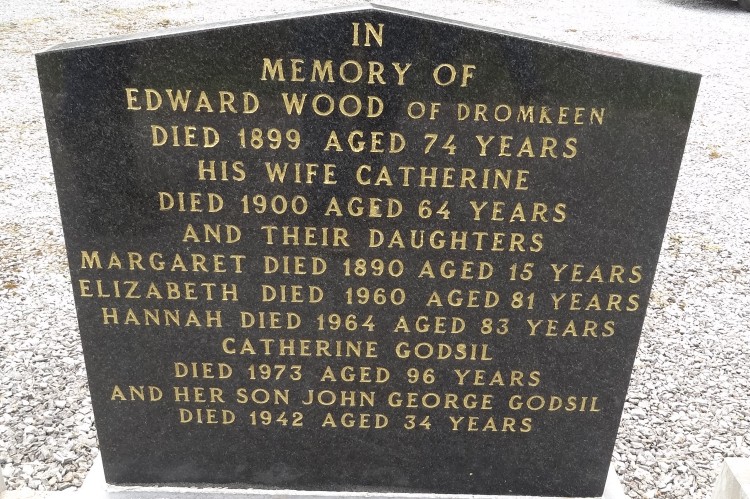 IN
MEMORY OF
EDWARD WOOD OF DROMKEEN
DIED 1899 AGED 74 YEARS
HIS WIFE CATHERINE
DIED 1900 AGED 64 YEARS
AND THEIR DAUGHTERS
MARGARET DIED 1890 AGED 15 YEARS
ELIZABETH DIED 1960 AGED 81 YEARS
HANNAH DIED 1964 AGED 83 YEARS
CATHERINE GODSIL
DIED 1973 AGED 96 YEARS
AND HER SON JOHN GEORGE GODSIL
DIED 1942 AGED 34 YEARS